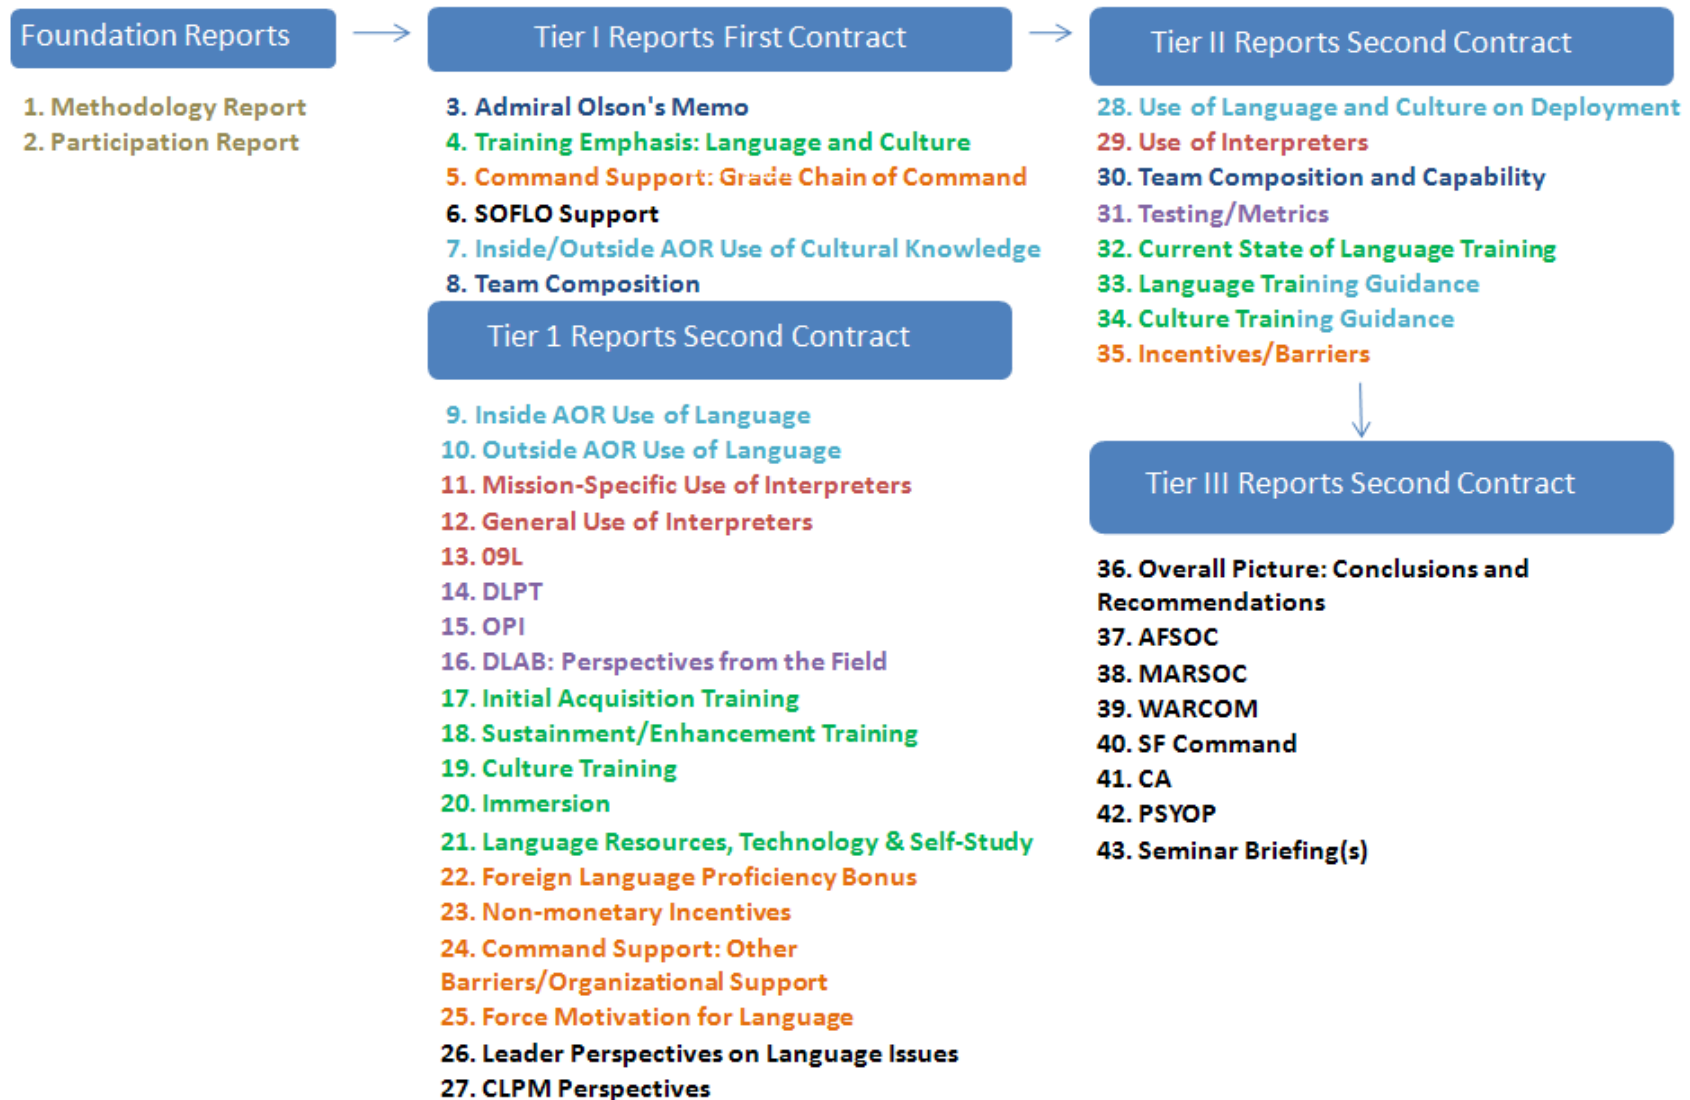 Foundation Reports
1. Methodology Report
2. Participation Report
Tier I Reports First Contract
3. Admiral Olson's Memo
4. Training Emphasis: Language and Culture
5. Command Support: Grade Chain of Command
6. SOFLO Support
7. Inside/Outside AOR Use of Cultural Knowledge
8. Team Composition
Tier 1 Reports Second Contract
9. Inside AOR Use of Language
10. Outside AOR Use of Language
11. Mission-Specific Use of Interpreters
12. General Use of Interpreters
13. 09L
14. DLPT
15. OPI
16. DLAB: Perspectives from the Field
17. Initial Acquisition Training
18. Sustainment/Enhancement Training
19. Culture Training
20. Immersion
21. Language Resources, Technology & Self-Study
22. Foreign Language Proficiency Bonus
23. Non-monetary Incentives
24. Command Support: Other
Barriers/Organizational Support
25. Force Motivation for Language
26. Leader Perspectives on Language Issues
27. CLPM Perspectives
Tier II Reports Second Contract
28. Use of Language and Culture on Deployment
29. Use of Interpreters
30. Team Composition and Capability
31. Testing/Metrics
32. Current State of Language Training
33. Language Training Guidance
34. Culture Training Guidance
35. Incentives/Barriers
Tier III Reports Second Contract
36. Overall Picture: Conclusions and
Recommendations
37. AFSOC
38. MARSOC
39. WARCOM
40. SF Command
41. CA
42. PSYOP
43. Seminar Briefing(s)